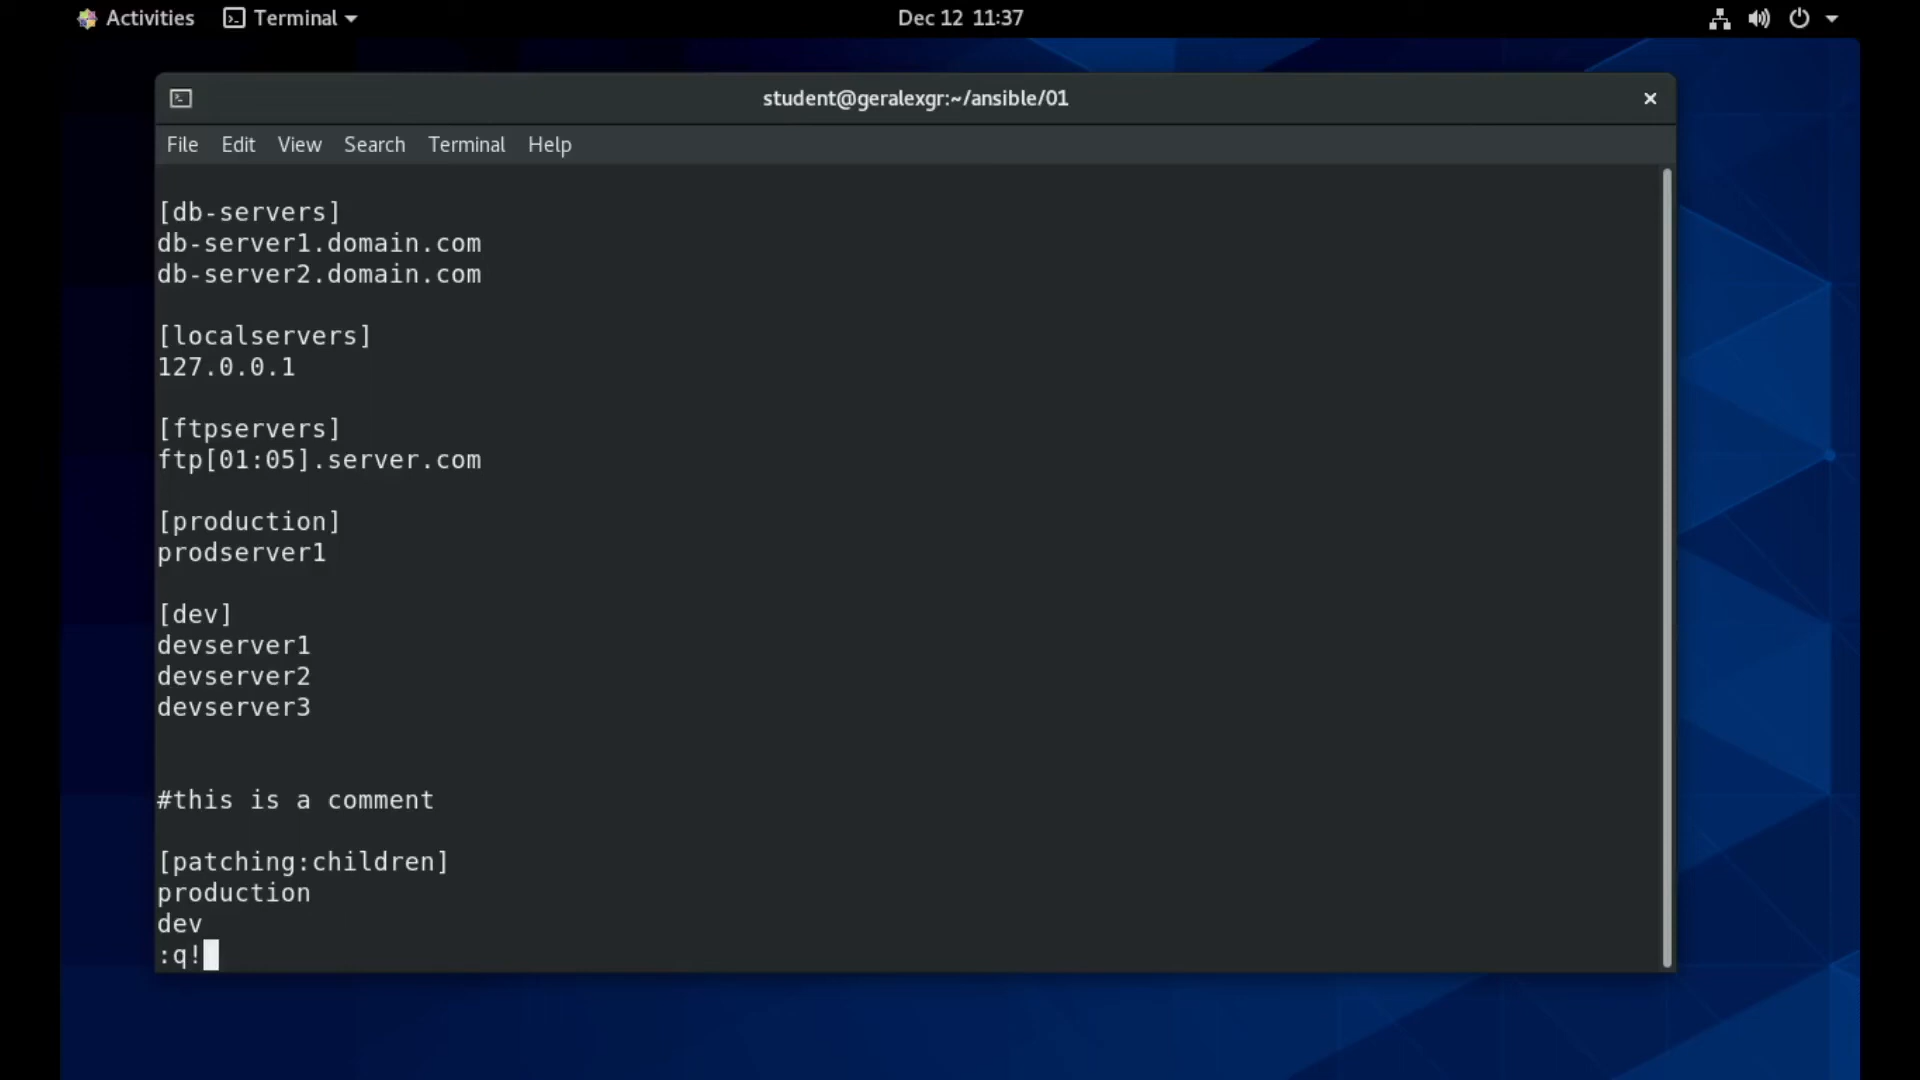 Activities
Terminal
Dec 12 11:37
student@geralexgr:~/ansible/01
File Edit View Search Terminal Help
[db-servers]
db-server1.domain.com
db-server2.domain.com
[localservers]
127.0.0.1
[ftpservers]
ftp[01:05].server.com
[production]
prodserver1
[dev]
devserver1
devserver2
devserver3
#this is a comment
[patching:children]
production
dev
:q!